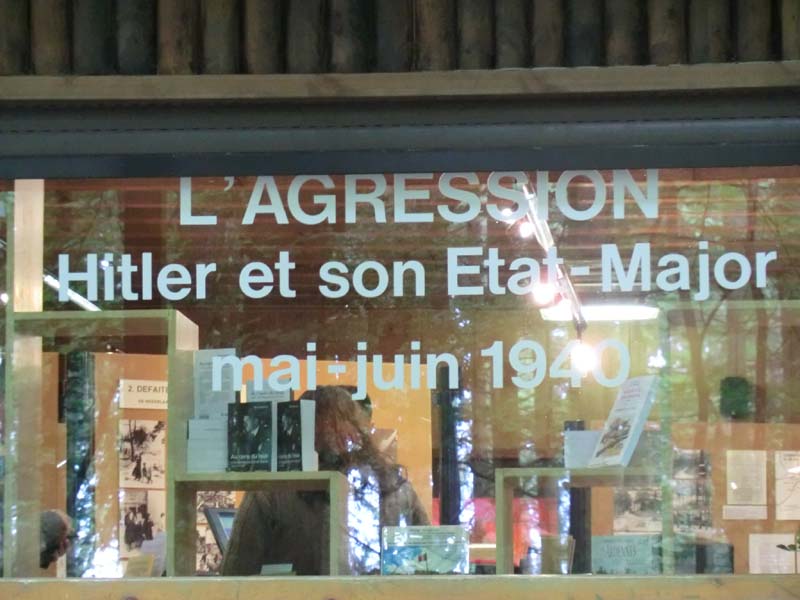 L'AGRESSION
Hitler et son Etat-Major
mai-juin 1940
2. DEFAITE